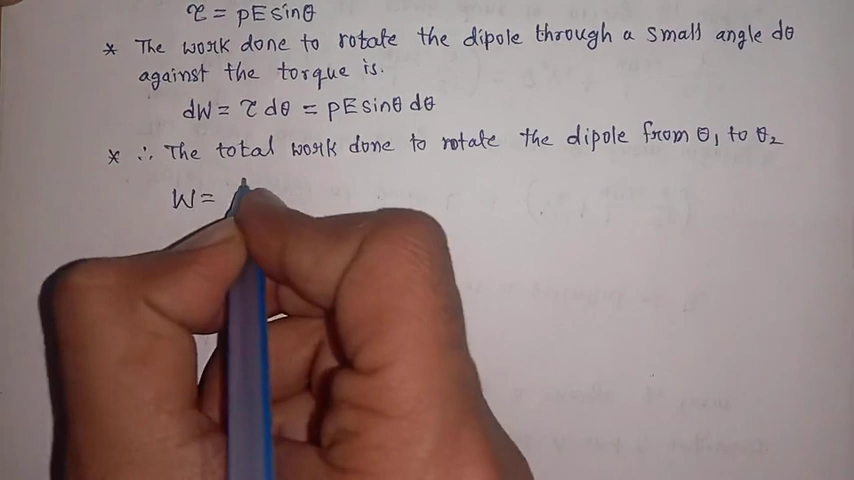 τ = pE sinθ
* The work done to rotate the dipole through a small angle dθ
against the torque is.
dW = τ dθ = pE sinθ dθ
* ∴ The total work done to rotate the dipole from θ₁ to θ₂
W =